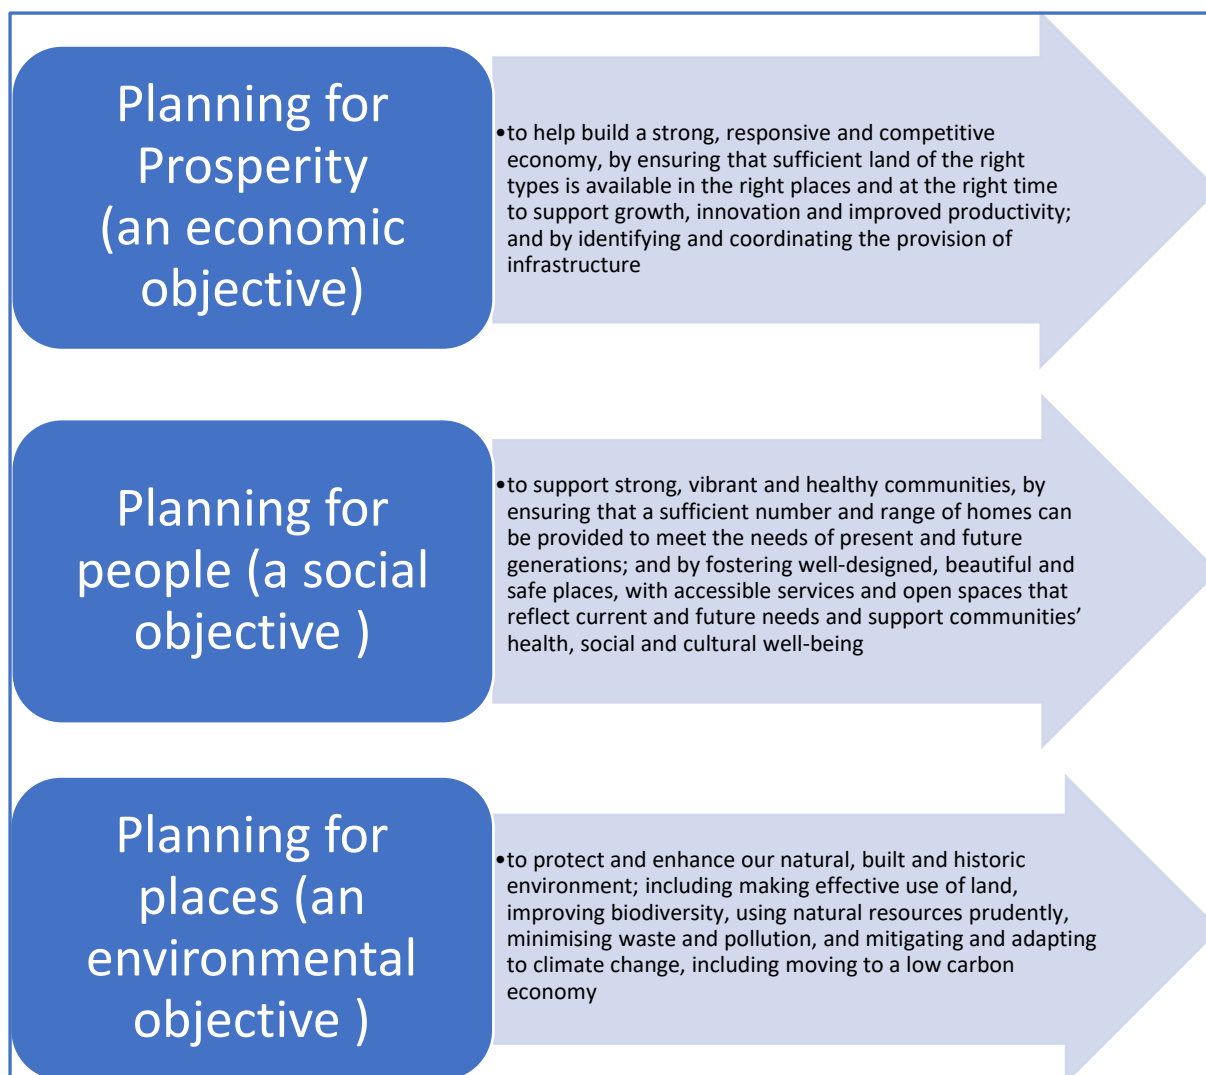 Planning for
Prosperity
(an economic
objective)
•to help build a strong, responsive and competitive
economy, by ensuring that sufficient land of the right
types is available in the right places and at the right time
to support growth, innovation and improved productivity;
and by identifying and coordinating the provision of
infrastructure
Planning for
people (a social
objective )
•to support strong, vibrant and healthy communities, by
ensuring that a sufficient number and range of homes can
be provided to meet the needs of present and future
generations; and by fostering well-designed, beautiful and
safe places, with accessible services and open spaces that
reflect current and future needs and support communities’
health, social and cultural well-being
Planning for
places (an
environmental
objective )
•to protect and enhance our natural, built and historic
environment; including making effective use of land,
improving biodiversity, using natural resources prudently,
minimising waste and pollution, and mitigating and adapting
to climate change, including moving to a low carbon
economy